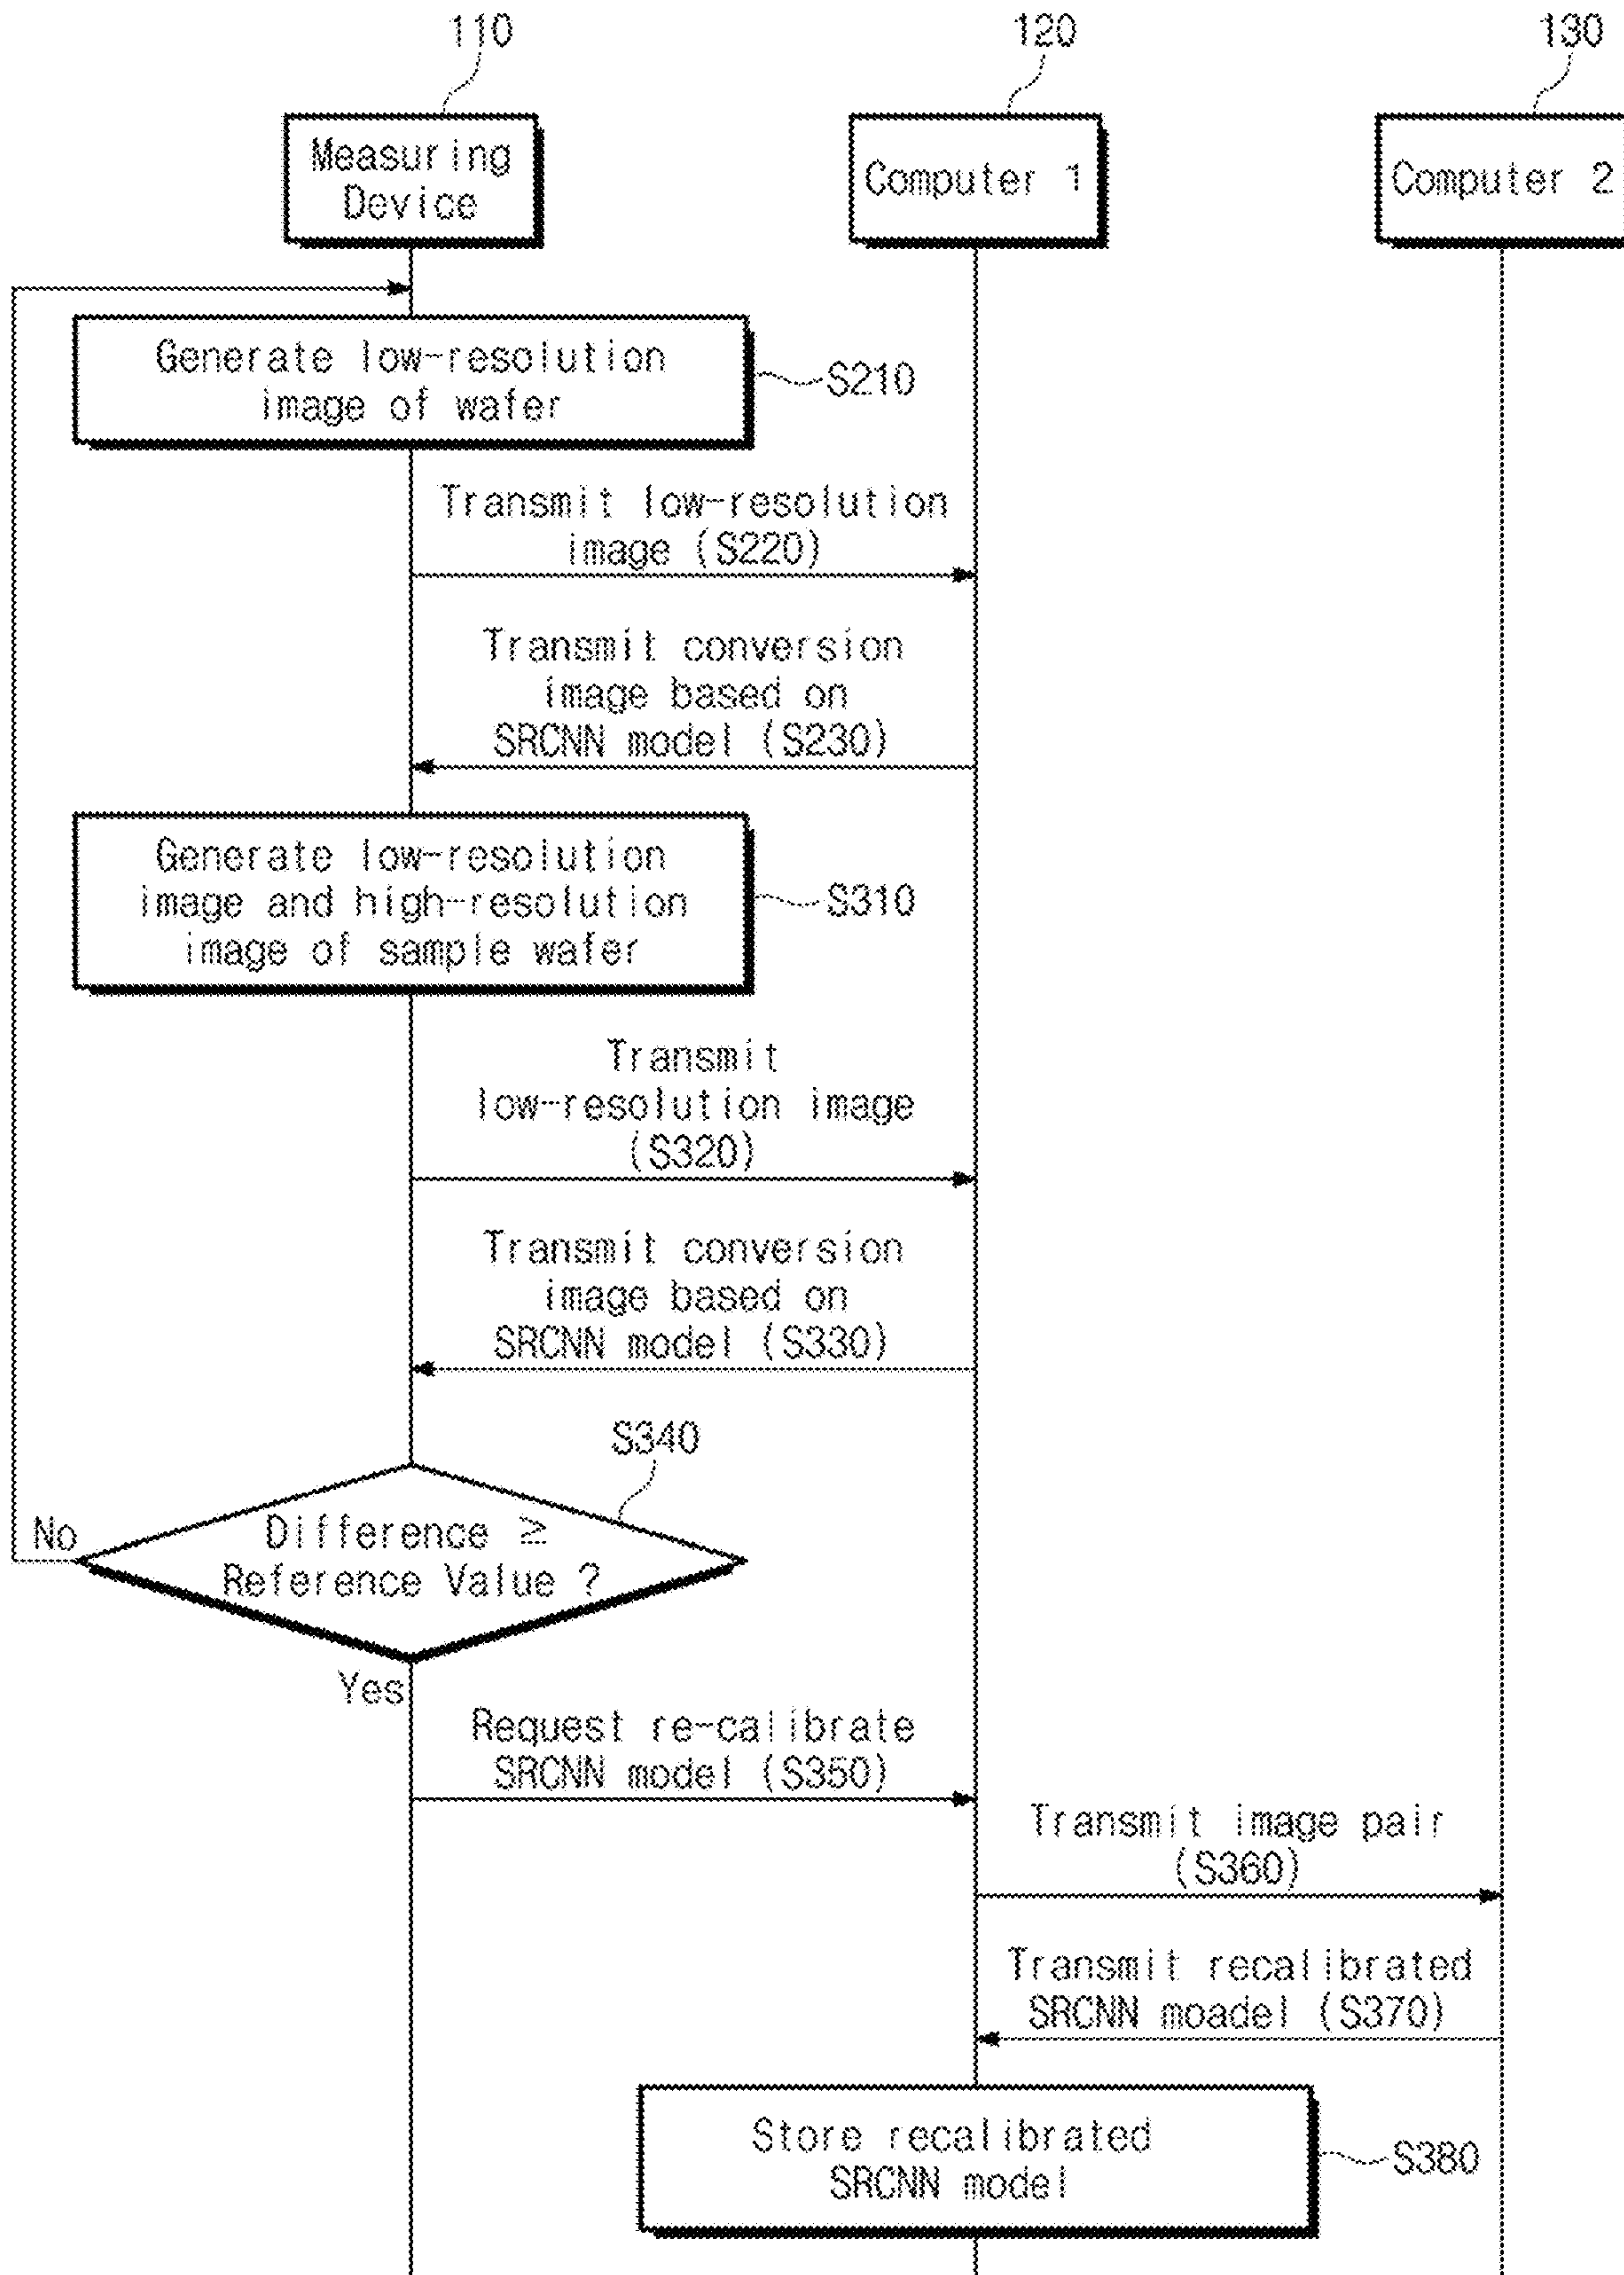 110
120
130
Measuring
Device
Computer 1
Computer 2
Generate low-resolution
image of wafer
S210
Transmit low-resolution
image (S220)
Transmit conversion
image based on
SRCNN model (S230)
Generate low-resolution
image and high-resolution
image of sample wafer
S310
Transmit
low-resolution image
(S320)
Transmit conversion
image based on
SRCNN model (S330)
S340
Difference ≥
Reference Value ?
No
Yes
Request re-calibrate
SRCNN model (S350)
Transmit image pair
(S360)
Transmit recalibrated
SRCNN moadel (S370)
Store recalibrated
SRCNN model
S380